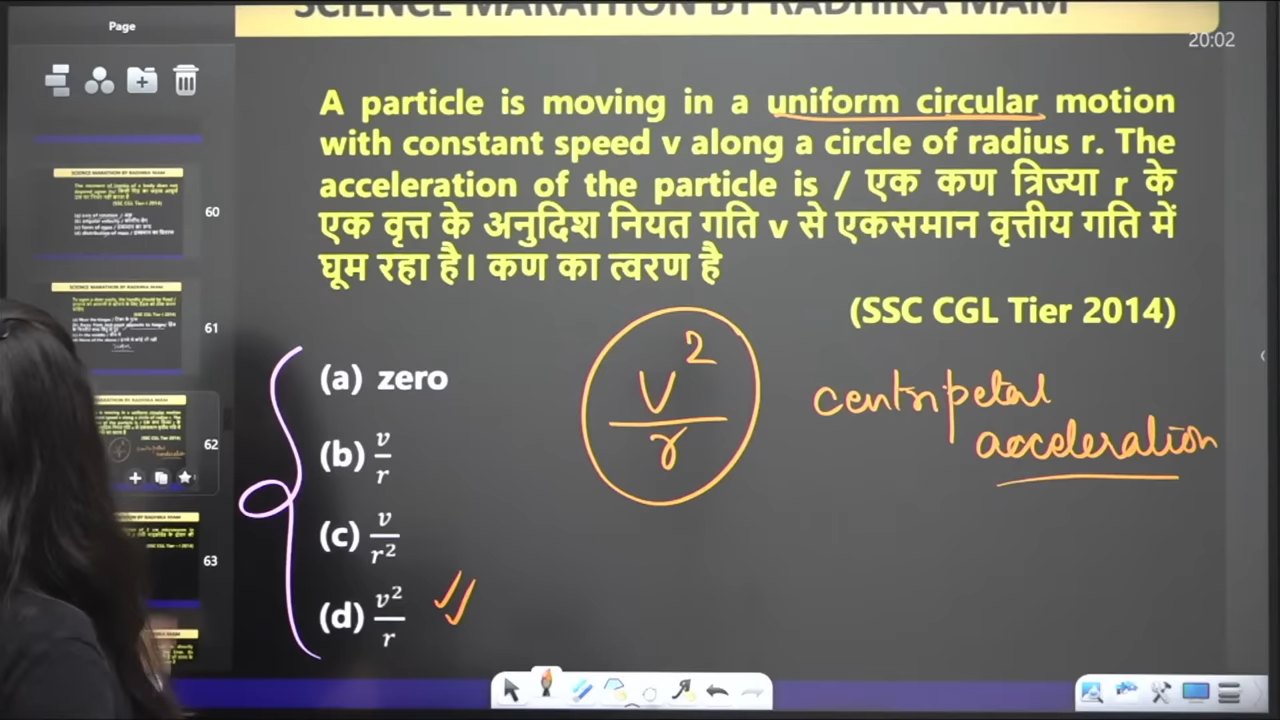 SCIENCE MARATHON BY RADHIKA MAM
20:02
Page
A particle is moving in a uniform circular motion
with constant speed v along a circle of radius r. The
acceleration of the particle is / एक कण त्रिज्या r के
एक वृत्त के अनुदिश नियत गति v से एकसमान वृत्तीय गति में
घूम रहा है। कण का त्वरण है
(SSC CGL Tier 2014)
(a) zero
(b) v/r
(c) v/r²
(d) v²/r
v²/r
centripetal
acceleration
60
61
62
63